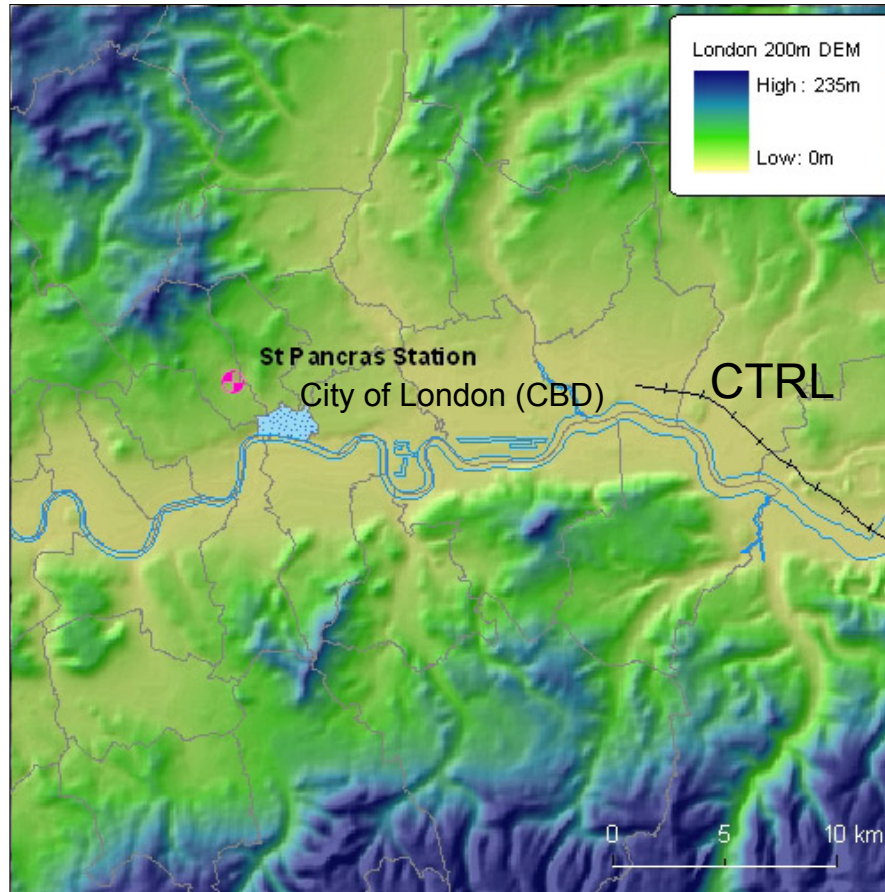 London 200m DEM
High : 235m
Low: 0m
St Pancras Station
City of London (CBD)
CTRL
0 5 10 km